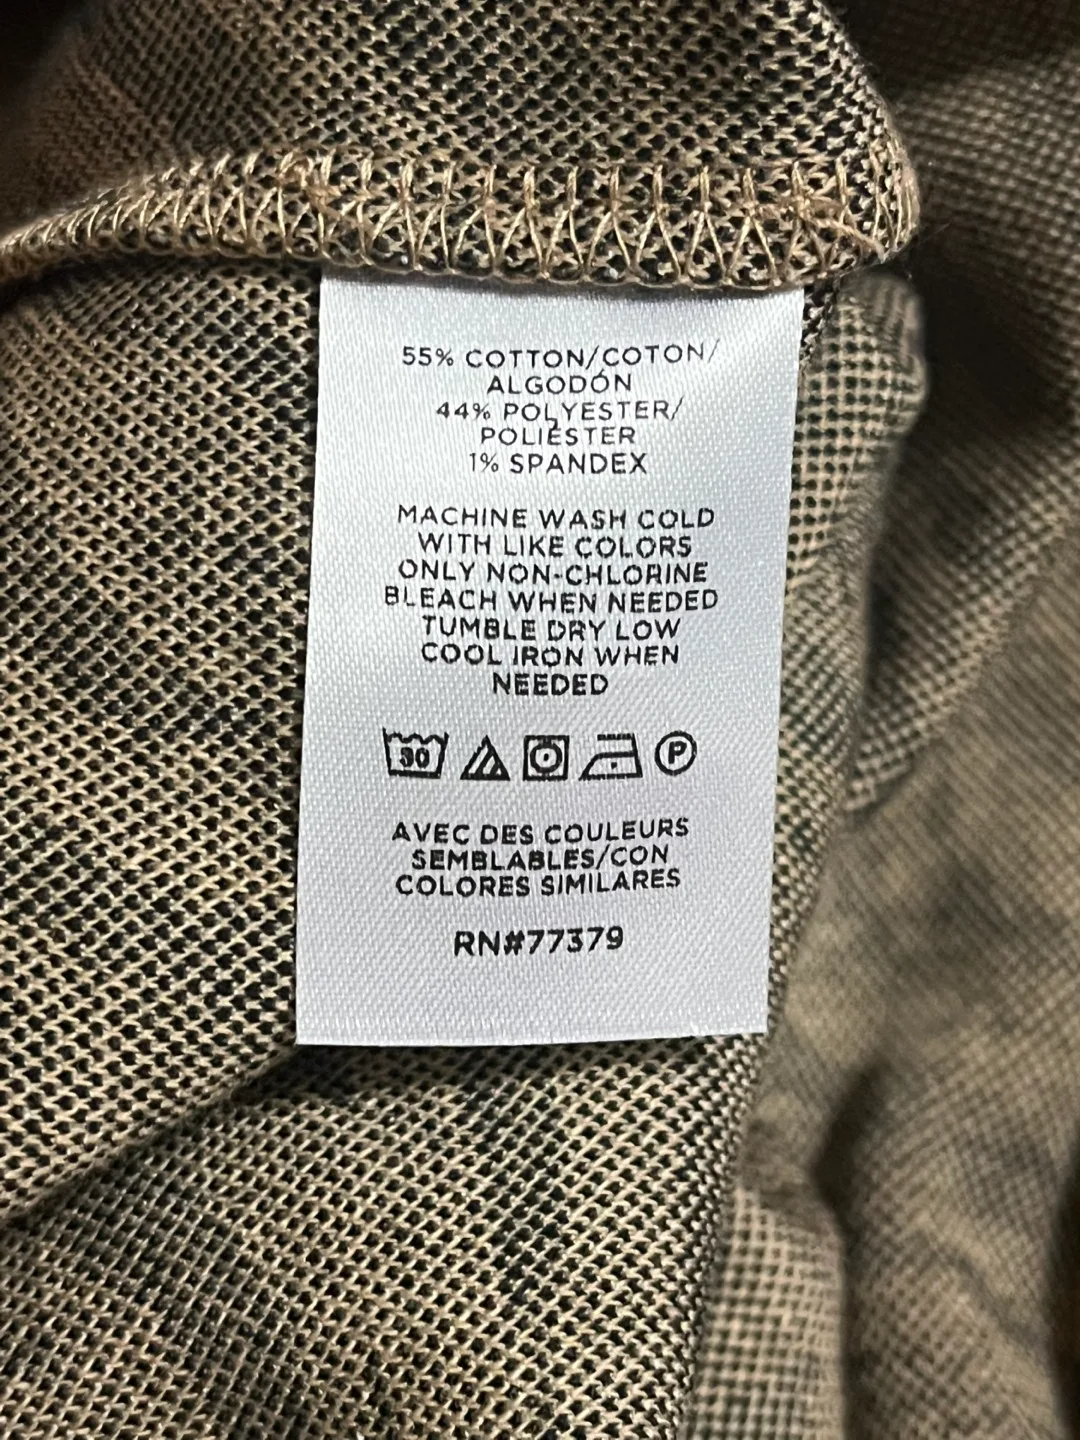 55% COTTON/COTON/
ALGODÓN
44% POLYESTER/
POLIÉSTER
1% SPANDEX
MACHINE WASH COLD
WITH LIKE COLORS
ONLY NON-CHLORINE
BLEACH WHEN NEEDED
TUMBLE DRY LOW
COOL IRON WHEN
NEEDED
30 P
AVEC DES COULEURS
SEMBLABLES/CON
COLORES SIMILARES
RN#77379